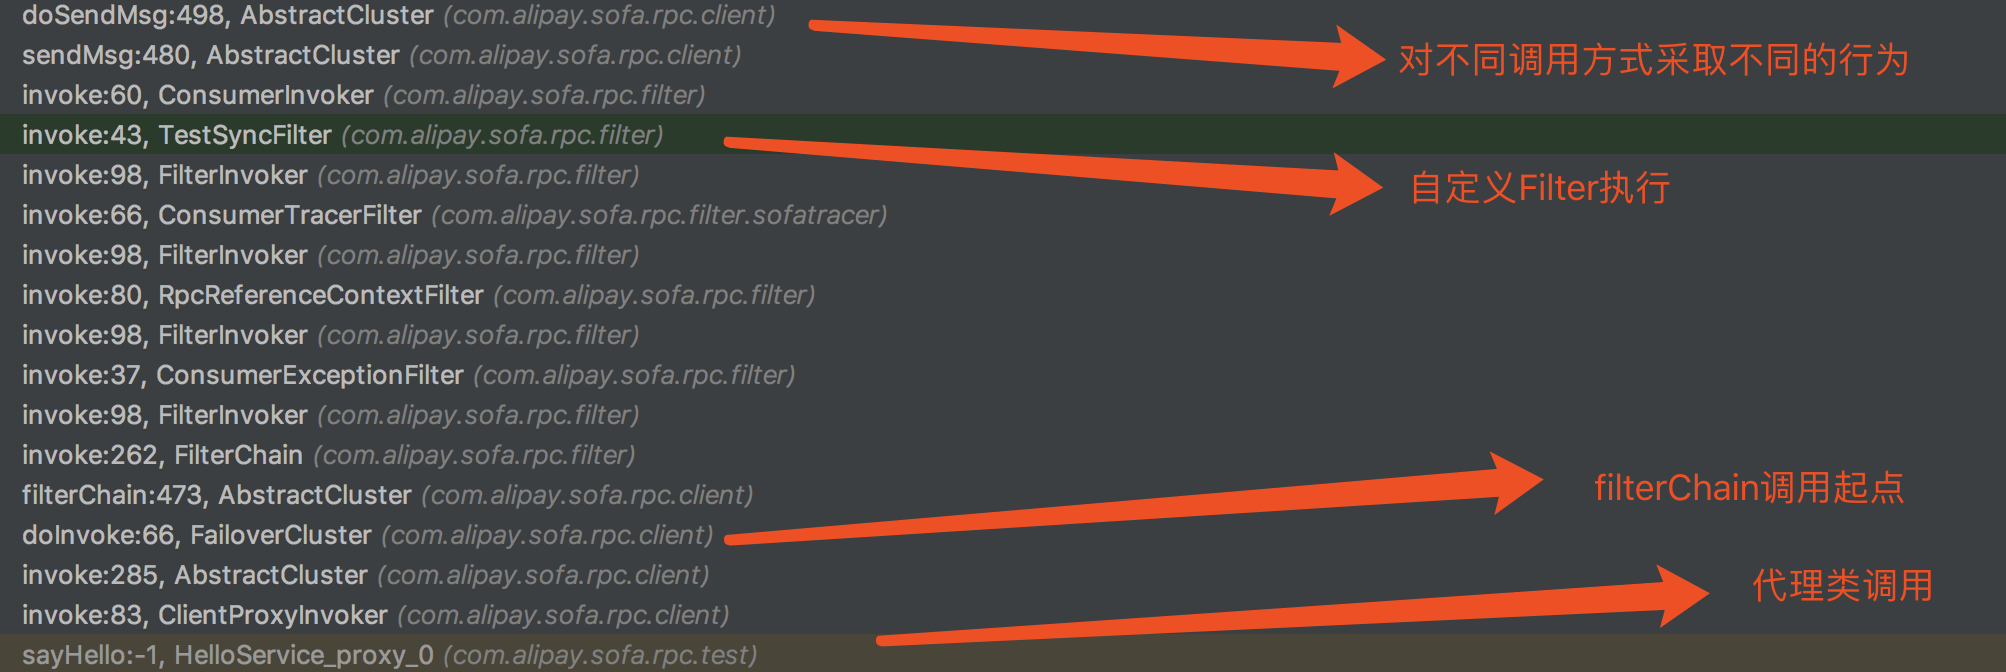 doSendMsg:498, AbstractCluster (com.alipay.sofa.rpc.client)
sendMsg:480, AbstractCluster (com.alipay.sofa.rpc.client)
对不同调用方式采取不同的行为
invoke:60, ConsumerInvoker (com.alipay.sofa.rpc.filter)
invoke:43, TestSyncFilter (com.alipay.sofa.rpc.filter)
invoke:98, FilterInvoker (com.alipay.sofa.rpc.filter)
自定义Filter执行
invoke:66, ConsumerTracerFilter (com.alipay.sofa.rpc.filter.sofatracer)
invoke:98, FilterInvoker (com.alipay.sofa.rpc.filter)
invoke:80, RpcReferenceContextFilter (com.alipay.sofa.rpc.filter)
invoke:98, FilterInvoker (com.alipay.sofa.rpc.filter)
invoke:37, ConsumerExceptionFilter (com.alipay.sofa.rpc.filter)
invoke:98, FilterInvoker (com.alipay.sofa.rpc.filter)
invoke:262, FilterChain (com.alipay.sofa.rpc.filter)
filterChain:473, AbstractCluster (com.alipay.sofa.rpc.client)
filterChain调用起点
doInvoke:66, FailoverCluster (com.alipay.sofa.rpc.client)
invoke:285, AbstractCluster (com.alipay.sofa.rpc.client)
代理类调用
invoke:83, ClientProxyInvoker (com.alipay.sofa.rpc.client)
sayHello:-1, HelloService_proxy_0 (com.alipay.sofa.rpc.test)